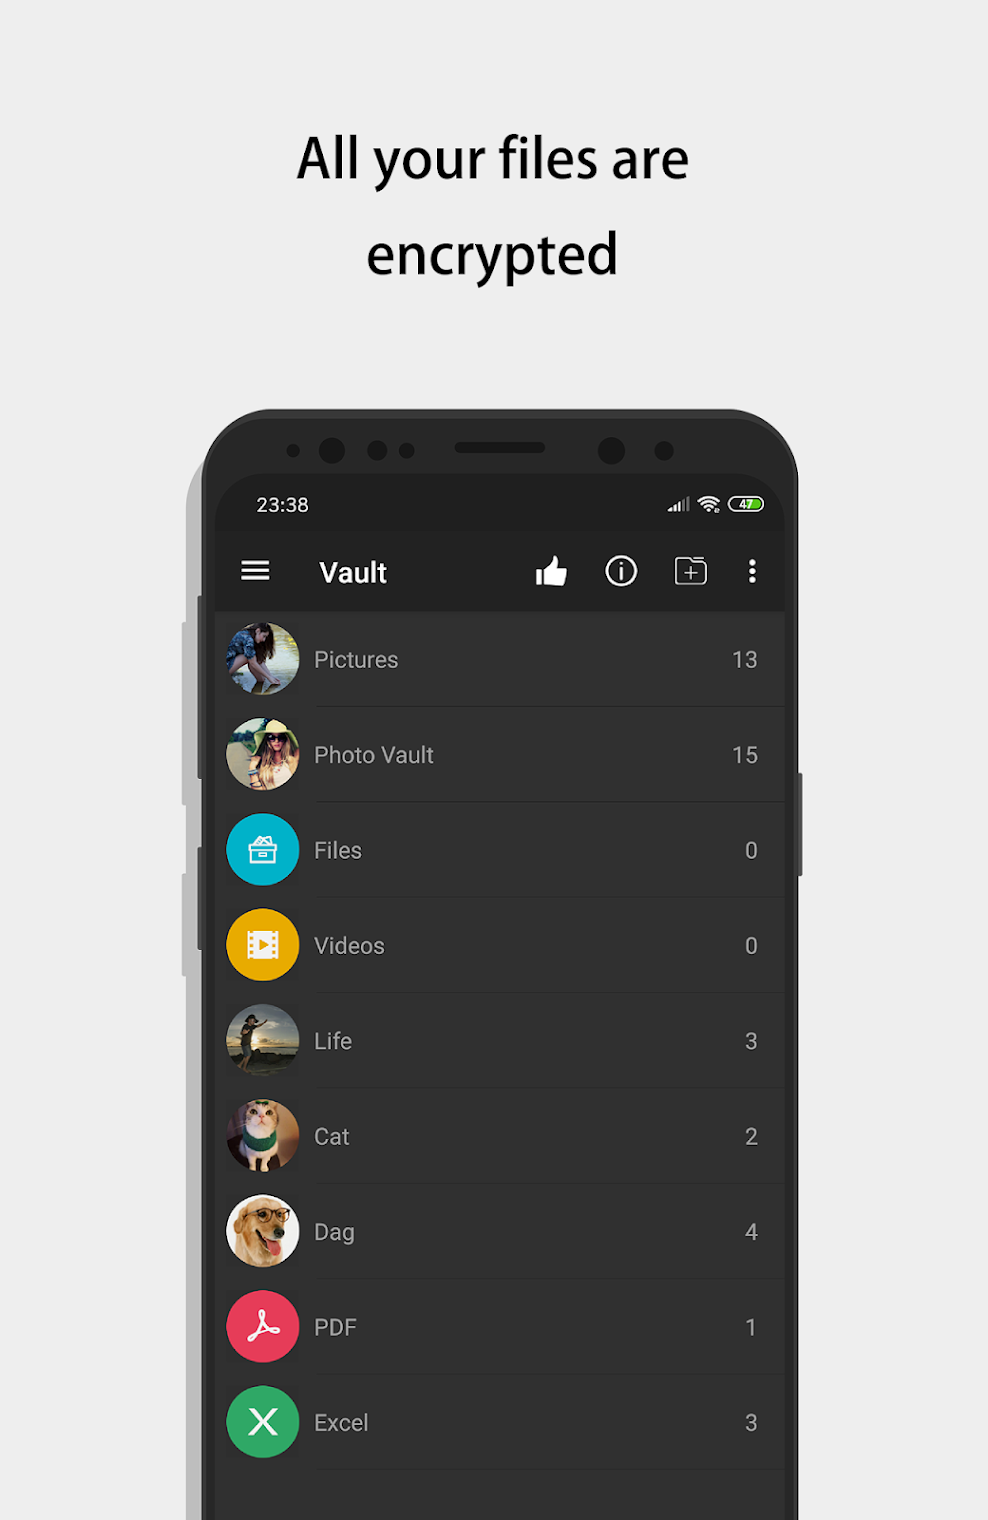 All your files are
encrypted
23:38
47
Vault
Pictures 13
Photo Vault 15
Files 0
Videos 0
Life 3
Cat 2
Dag 4
PDF 1
Excel 3